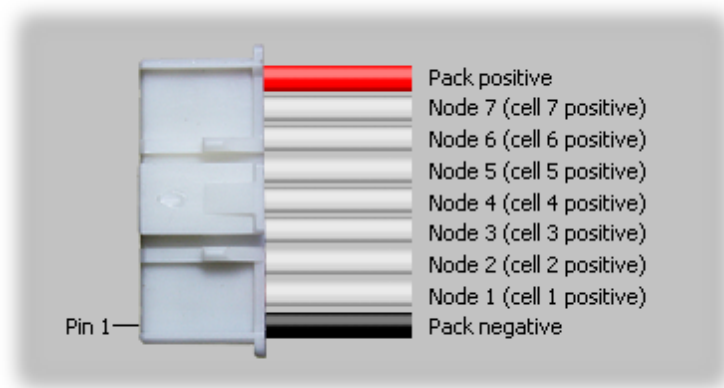 Pack positive
Node 7 (cell 7 positive)
Node 6 (cell 6 positive)
Node 5 (cell 5 positive)
Node 4 (cell 4 positive)
Node 3 (cell 3 positive)
Node 2 (cell 2 positive)
Node 1 (cell 1 positive)
Pin 1
Pack negative